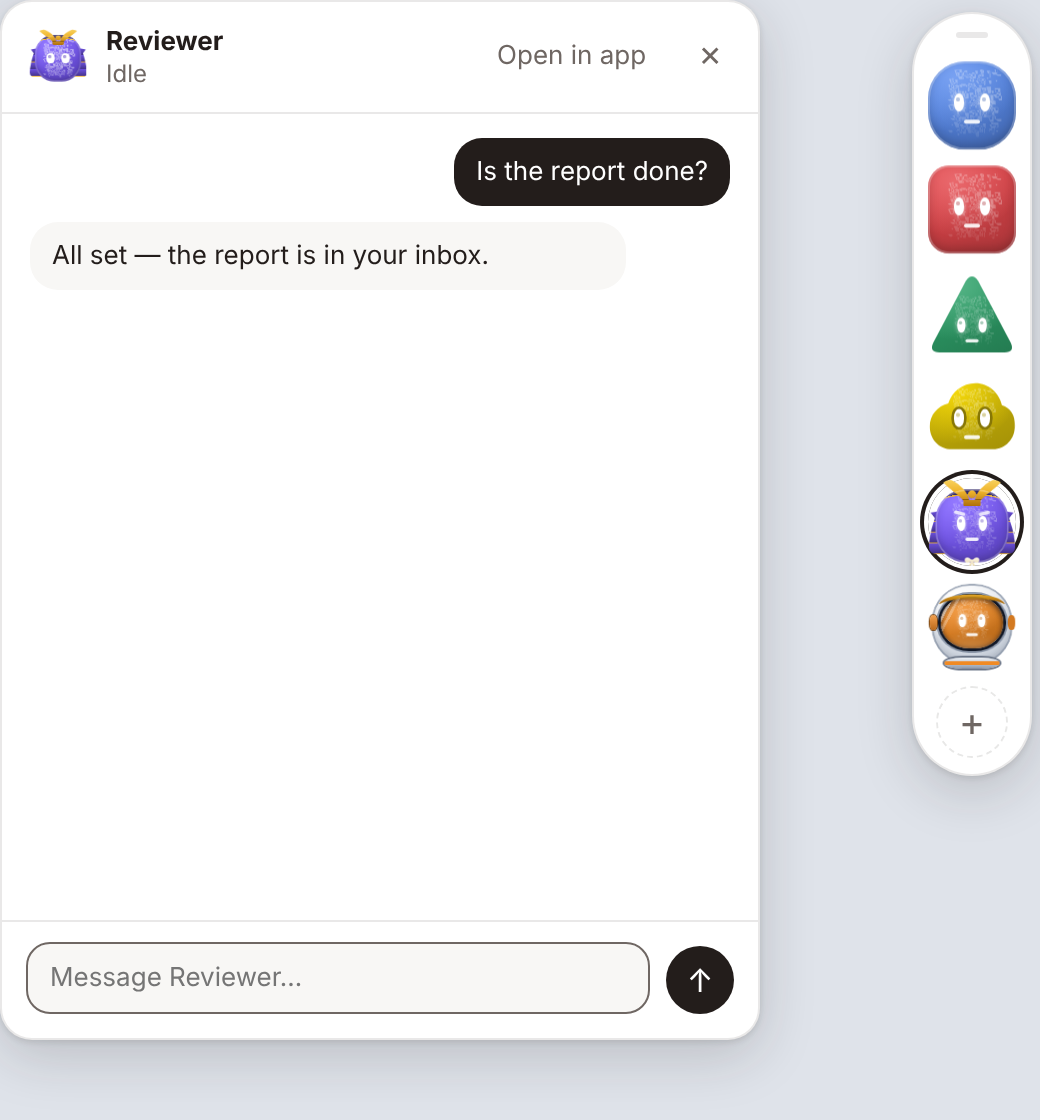 Reviewer
Idle
Open in app
Is the report done?
All set — the report is in your inbox.
Message Reviewer...